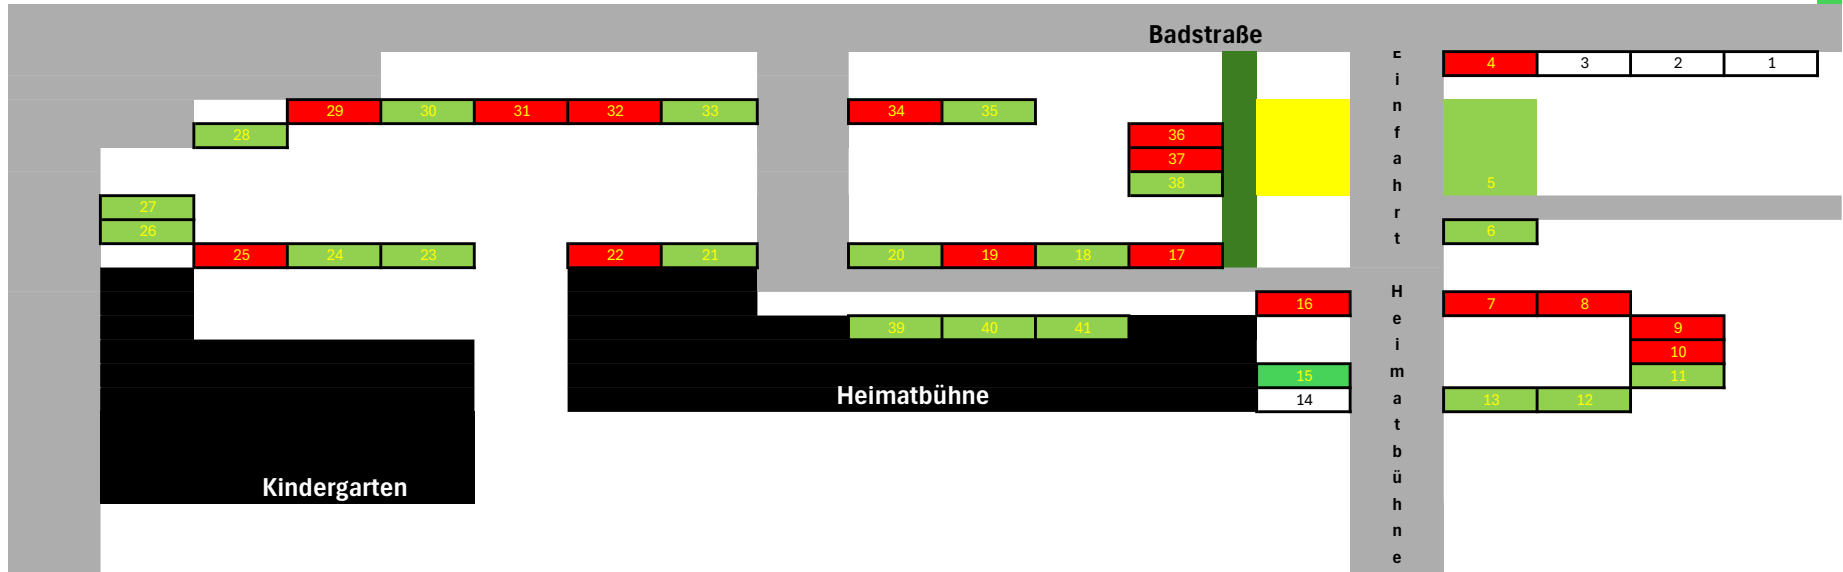 Badstraße
E
i
n
f
a
h
r
t
H
e
i
m
a
t
b
ü
h
n
e
4 3 2 1
29 30 31 32 33 34 35
28 36
37
38 5
27
26 6
25 24 23 22 21 20 19 18 17
16 7 8
39 40 41 9
10
15 11
Heimatbühne 14 13 12
Kindergarten